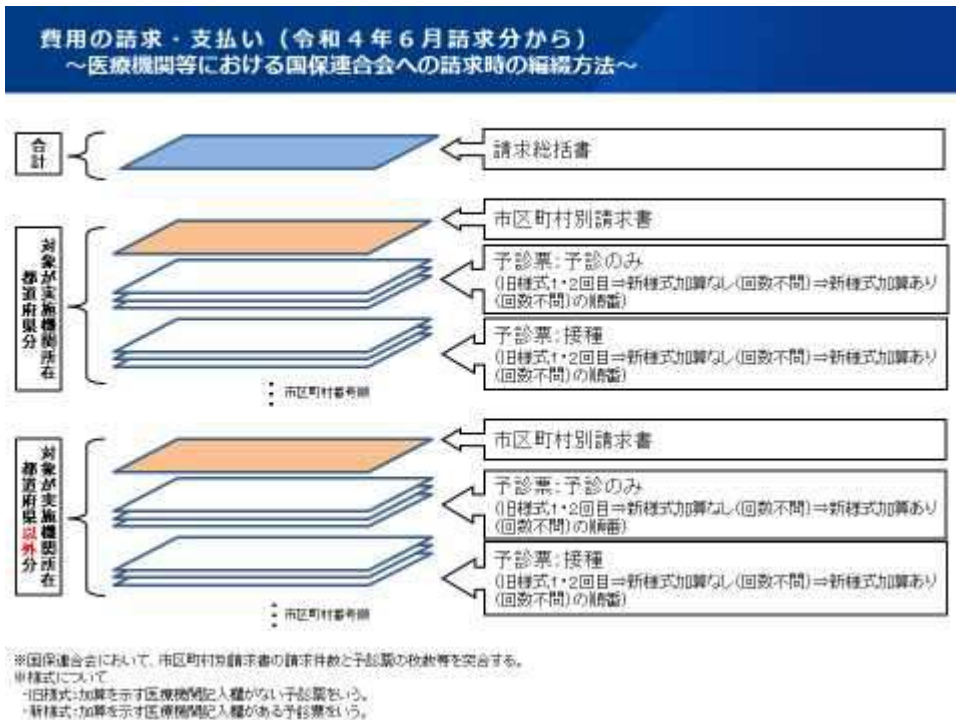 費用の請求・支払い（令和４年６月請求分から）
～医療機関等における国保連合会への請求時の編綴方法～
合計
請求総括書
対象が実施機関所在
都道府県分
市区町村別請求書
予診票：予診のみ
（旧様式1・2回目⇒新様式加算なし（回数不問）⇒新様式加算あり
（回数不問）の順番）
予診票：接種
（旧様式1・2回目⇒新様式加算なし（回数不問）⇒新様式加算あり
（回数不問）の順番）
市区町村番号順
対象が実施機関所在
都道府県以外分
市区町村別請求書
予診票：予診のみ
（旧様式1・2回目⇒新様式加算なし（回数不問）⇒新様式加算あり
（回数不問）の順番）
予診票：接種
（旧様式1・2回目⇒新様式加算なし（回数不問）⇒新様式加算あり
（回数不問）の順番）
市区町村番号順
※国保連合会において、市区町村別請求書の請求件数と予診票の枚数等を突合する。
※様式について
・旧様式：加算を示す医療機関記入欄がない予診票をいう。
・新様式：加算を示す医療機関記入欄がある予診票をいう。